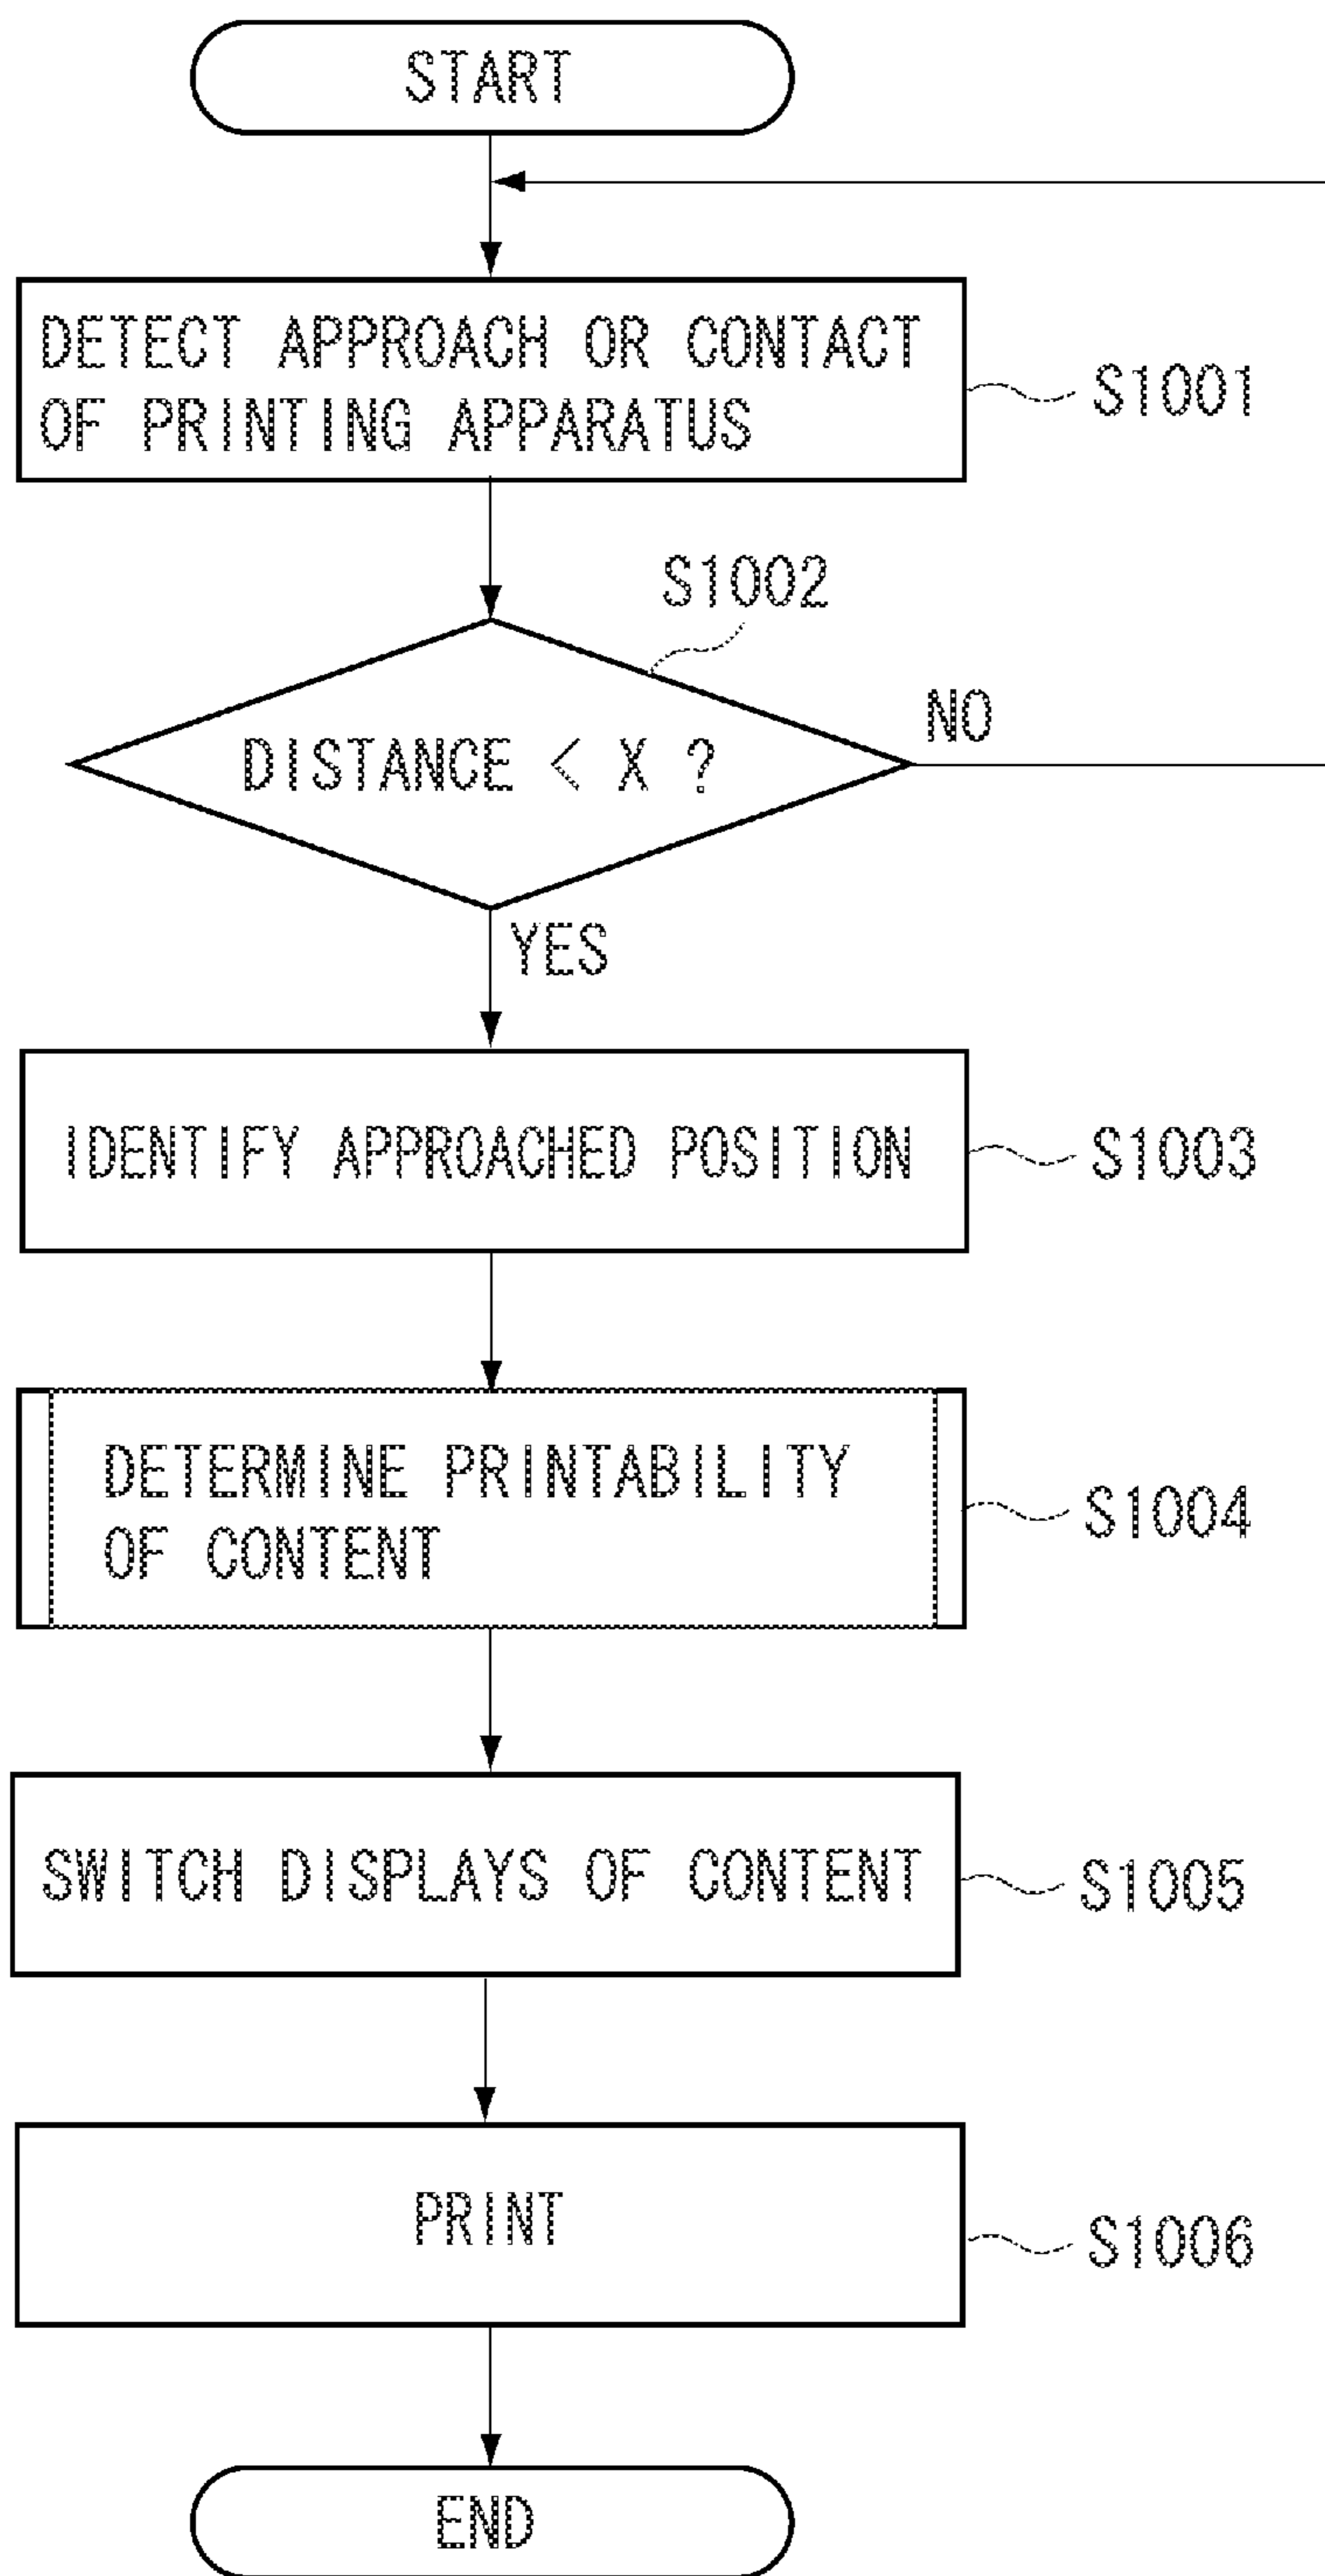 START
DETECT APPROACH OR CONTACT
OF PRINTING APPARATUS
S1001
S1002
DISTANCE < X ?
NO
YES
IDENTIFY APPROACHED POSITION
S1003
DETERMINE PRINTABILITY
OF CONTENT
S1004
SWITCH DISPLAYS OF CONTENT
S1005
PRINT
S1006
END